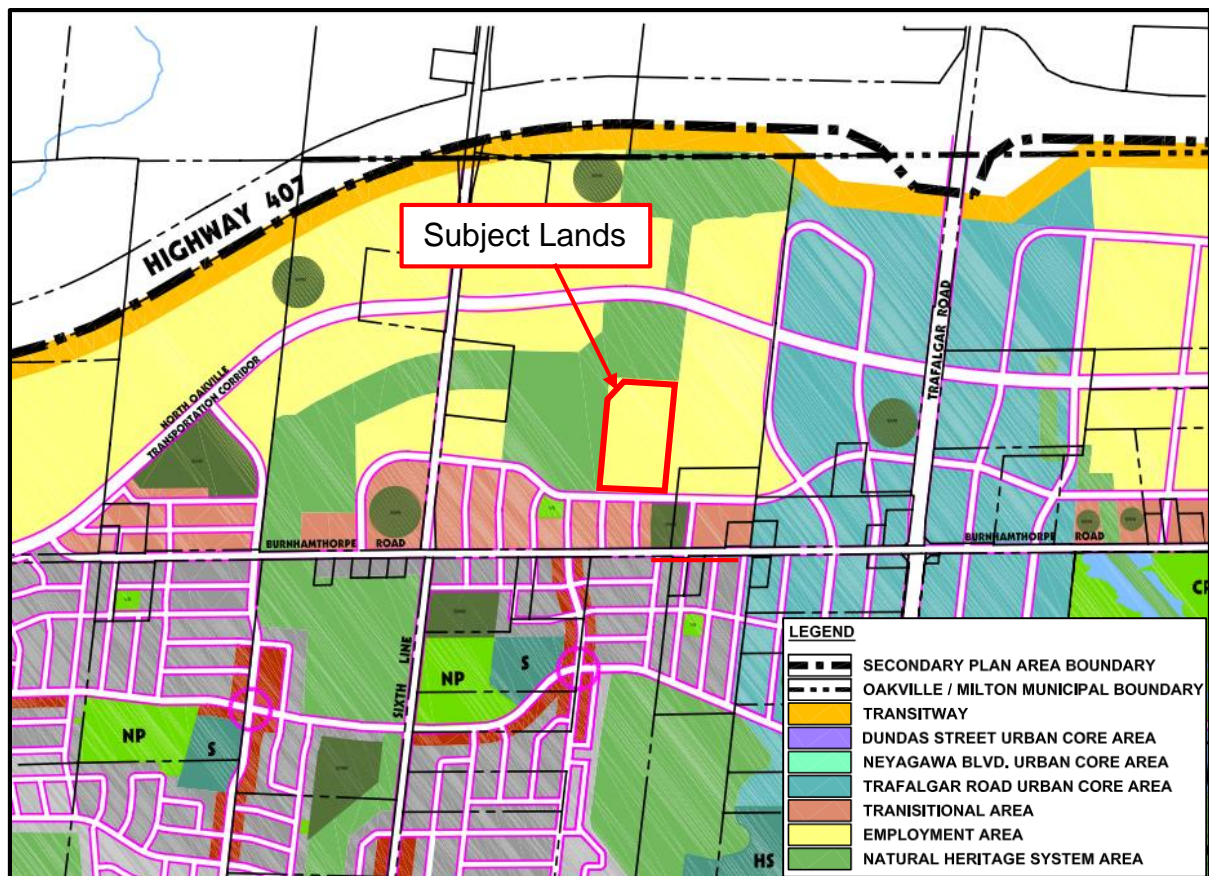 HIGHWAY 407
Subject Lands
NORTH OAKVILLE
TRANSPORTATION CORRIDOR
TRAFALGAR ROAD
BURNHAMTHORPE ROAD
BURNHAMTHORPE ROAD
SIXTH LINE
NP
S
NP
S
HS
CP
LEGEND
SECONDARY PLAN AREA BOUNDARY
OAKVILLE / MILTON MUNICIPAL BOUNDARY
TRANSITWAY
DUNDAS STREET URBAN CORE AREA
NEYAGAWA BLVD. URBAN CORE AREA
TRAFALGAR ROAD URBAN CORE AREA
TRANISITIONAL AREA
EMPLOYMENT AREA
NATURAL HERITAGE SYSTEM AREA